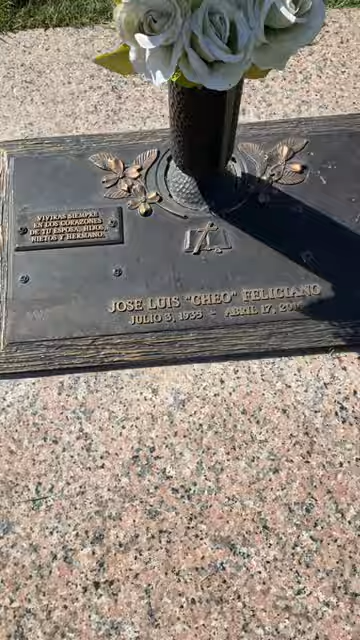 VIVIRAS SIEMPRE
EN LOS CORAZONES
DE TU ESPOSA, HIJOS,
NIETOS Y HERMANOS
JOSE LUIS "CHEO" FELICIANO
JULIO 3, 1935 - ABRIL 17,